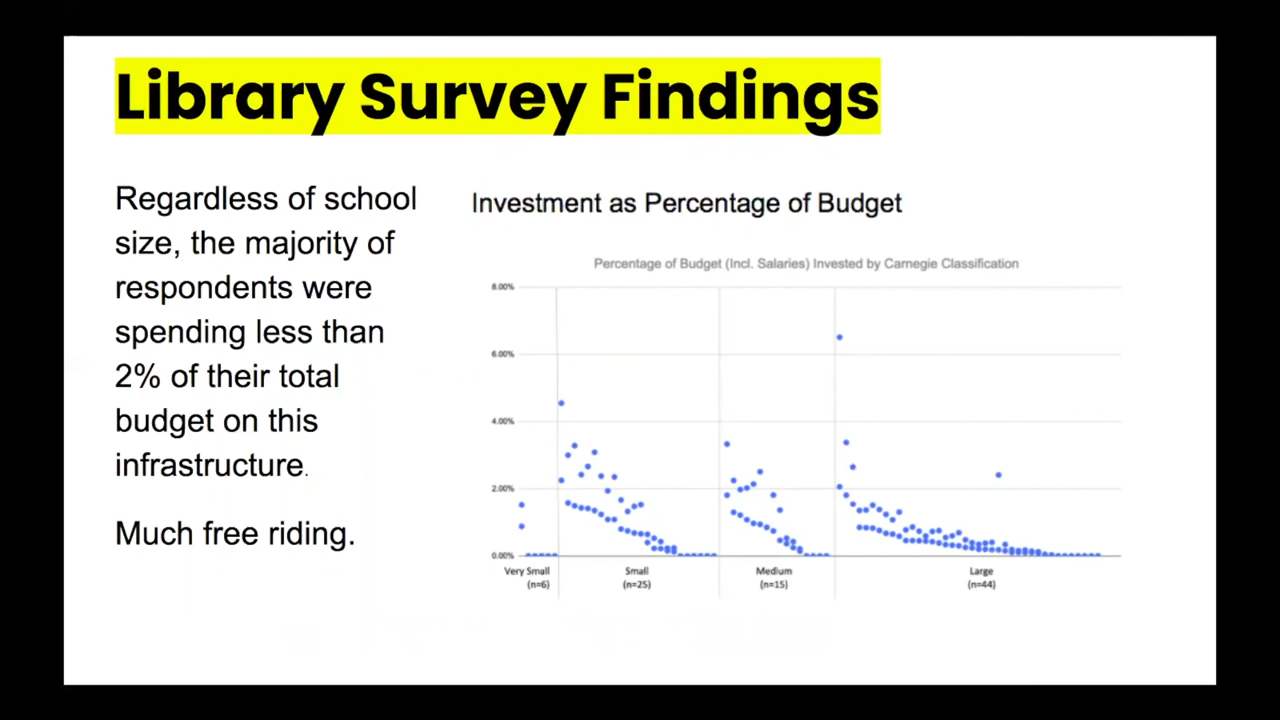 Library Survey Findings
Regardless of school
size, the majority of
respondents were
spending less than
2% of their total
budget on this
infrastructure.
Much free riding.
Investment as Percentage of Budget
Percentage of Budget (Incl. Salaries) Invested by Carnegie Classification
8.00%
6.00%
4.00%
2.00%
0.00%
Very Small
(n=6)
Small
(n=25)
Medium
(n=15)
Large
(n=44)